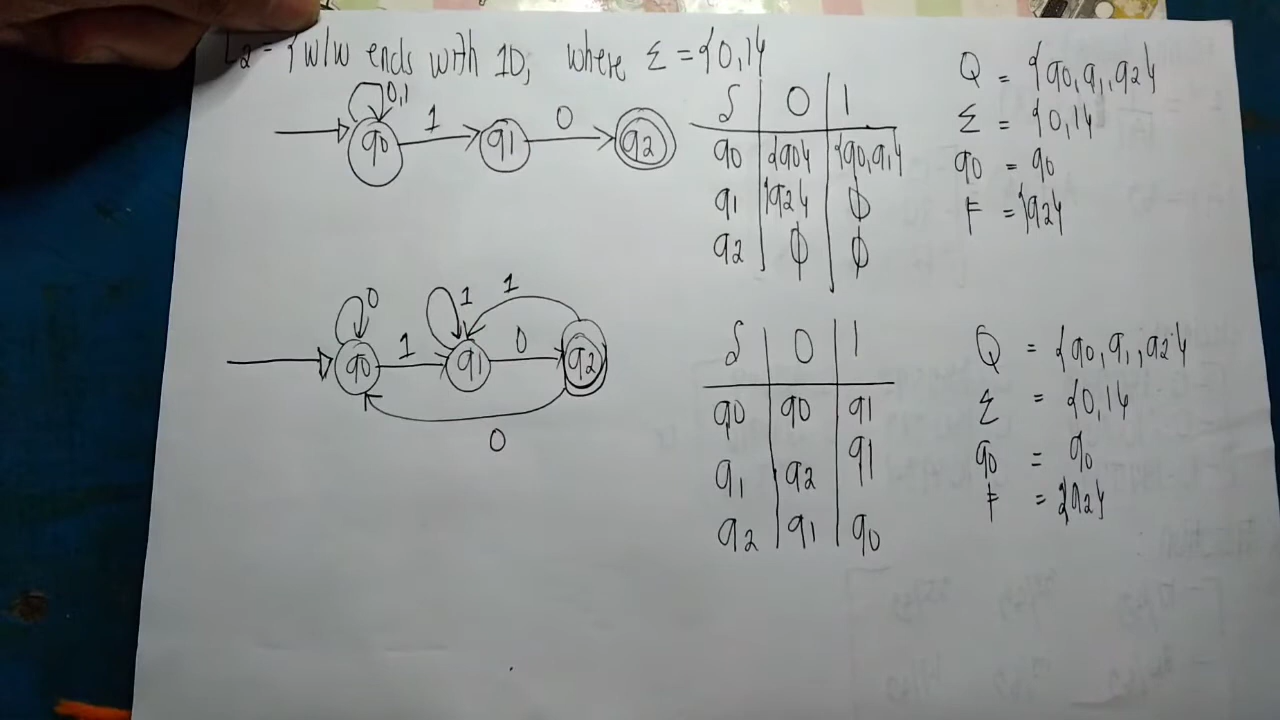 L2 = {w/w ends with 10, where Σ = {0,1}
0,1
q0 1 q1 0 q2
δ 0 1
q0 {q0} {q0,q1}
q1 {q2} ϕ
q2 ϕ ϕ
Q = {q0,q1,q2}
Σ = {0,1}
q0 = q0
F = {q2}
0 1 1
q0 1 q1 0 q2
0
δ 0 1
q0 q0 q1
q1 q2 q1
q2 q1 q0
Q = {q0,q1,q2}
Σ = {0,1}
q0 = q0
F = {q2}